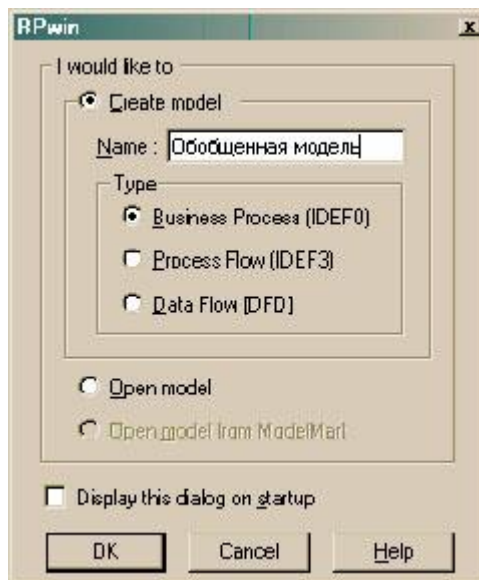 BPwin
x
I would like to
Create model
Name : Обобщенная модель
Type
Business Process (IDEF0)
Process Flow (IDEF3)
Data Flow (DFD)
Open model
Open model from ModelMart
Display this dialog on startup
OK Cancel Help